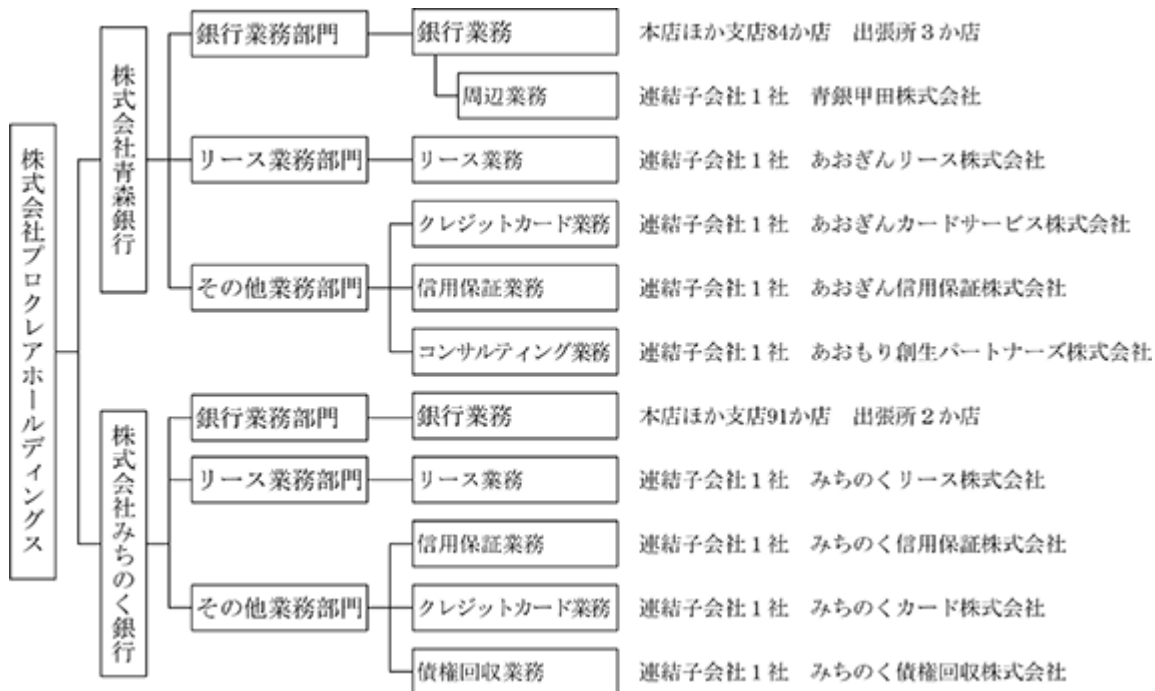 株式会社プロクレアホールディングス
株式会社青森銀行
銀行業務部門
銀行業務
本店ほか支店84か店 出張所３か店
周辺業務
連結子会社１社 青銀甲田株式会社
リース業務部門
リース業務
連結子会社１社 あおぎんリース株式会社
その他業務部門
クレジットカード業務
連結子会社１社 あおぎんカードサービス株式会社
信用保証業務
連結子会社１社 あおぎん信用保証株式会社
コンサルティング業務
連結子会社１社 あおもり創生パートナーズ株式会社
株式会社みちのく銀行
銀行業務部門
銀行業務
本店ほか支店91か店 出張所２か店
リース業務部門
リース業務
連結子会社１社 みちのくリース株式会社
その他業務部門
信用保証業務
連結子会社１社 みちのく信用保証株式会社
クレジットカード業務
連結子会社１社 みちのくカード株式会社
債権回収業務
連結子会社１社 みちのく債権回収株式会社